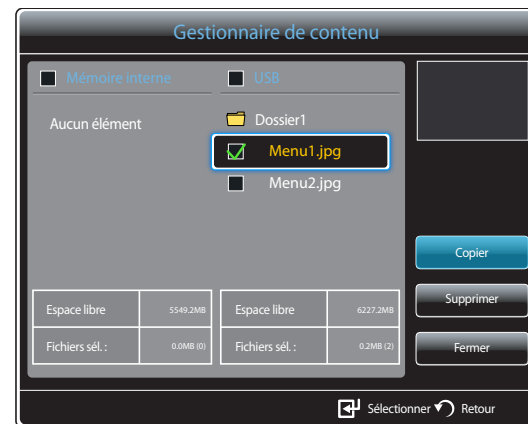 Gestionnaire de contenu
Mémoire interne
USB
Aucun élément
Dossier1
Menu1.jpg
Menu2.jpg
Copier
Supprimer
Fermer
Espace libre 5549.2MB
Fichiers sél. : 0.0MB (0)
Espace libre 6227.2MB
Fichiers sél. : 0.2MB (2)
Sélectionner Retour